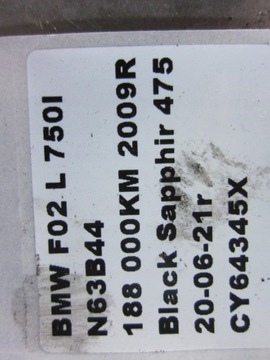 BMW F02 L 750I
N63B44
188 000KM 2009R
Black Sapphir 475
20-06-21r
CY64345X